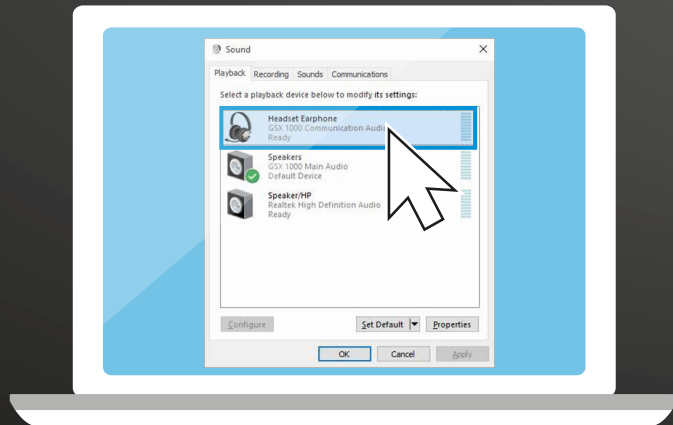 Sound
Playback Recording Sounds Communications
Select a playback device below to modify its settings:
Headset Earphone
GSX 1000 Communication Audio
Ready
Speakers
GSX 1000 Main Audio
Default Device
Speaker/HP
Realtek High Definition Audio
Ready
Configure Set Default Properties
OK Cancel Apply